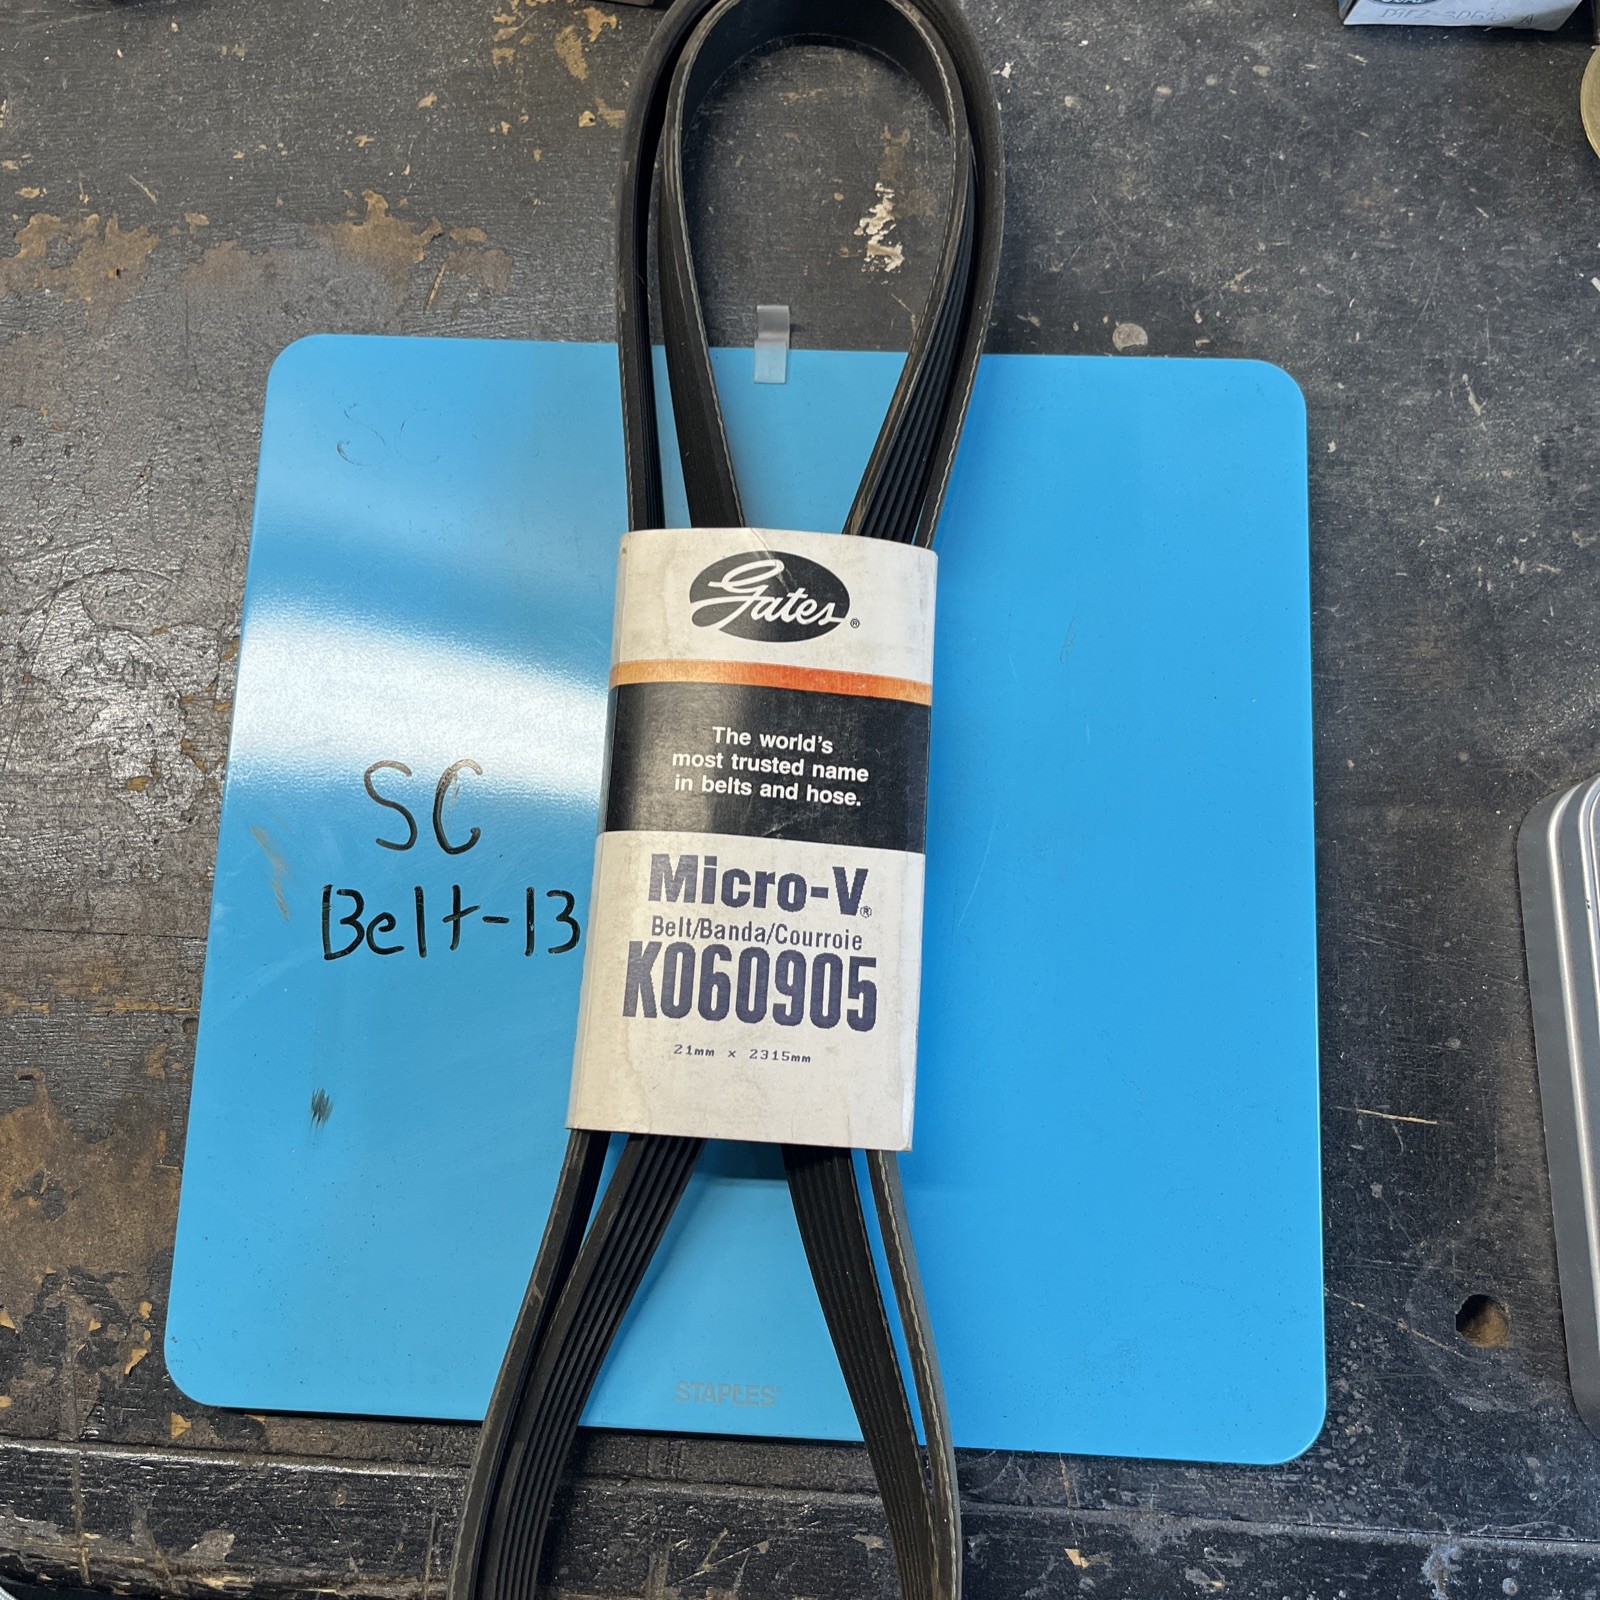 Gates®
The world's
most trusted name
in belts and hose.
Micro-V®
Belt/Banda/Courroie
K060905
21mm x 2315mm
SC
Belt-13
STAPLES